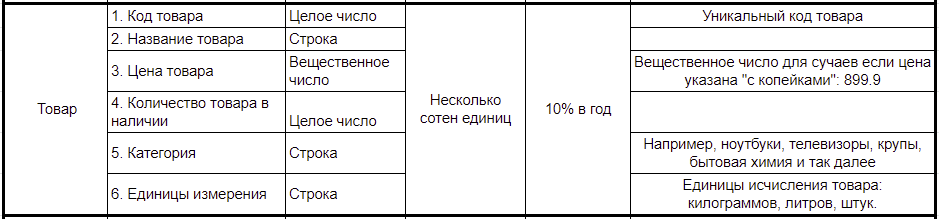 Товар
1. Код товара
Целое число
Несколько
сотен единиц
10% в год
Уникальный код товара
2. Название товара
Строка
3. Цена товара
Вещественное
число
Вещественное число для сучаев если цена
указана "с копейками": 899.9
4. Количество товара в
наличии
Целое число
5. Категория
Строка
Например, ноутбуки, телевизоры, крупы,
бытовая химия и так далее
6. Единицы измерения
Строка
Единицы исчисления товара:
килограммов, литров, штук.